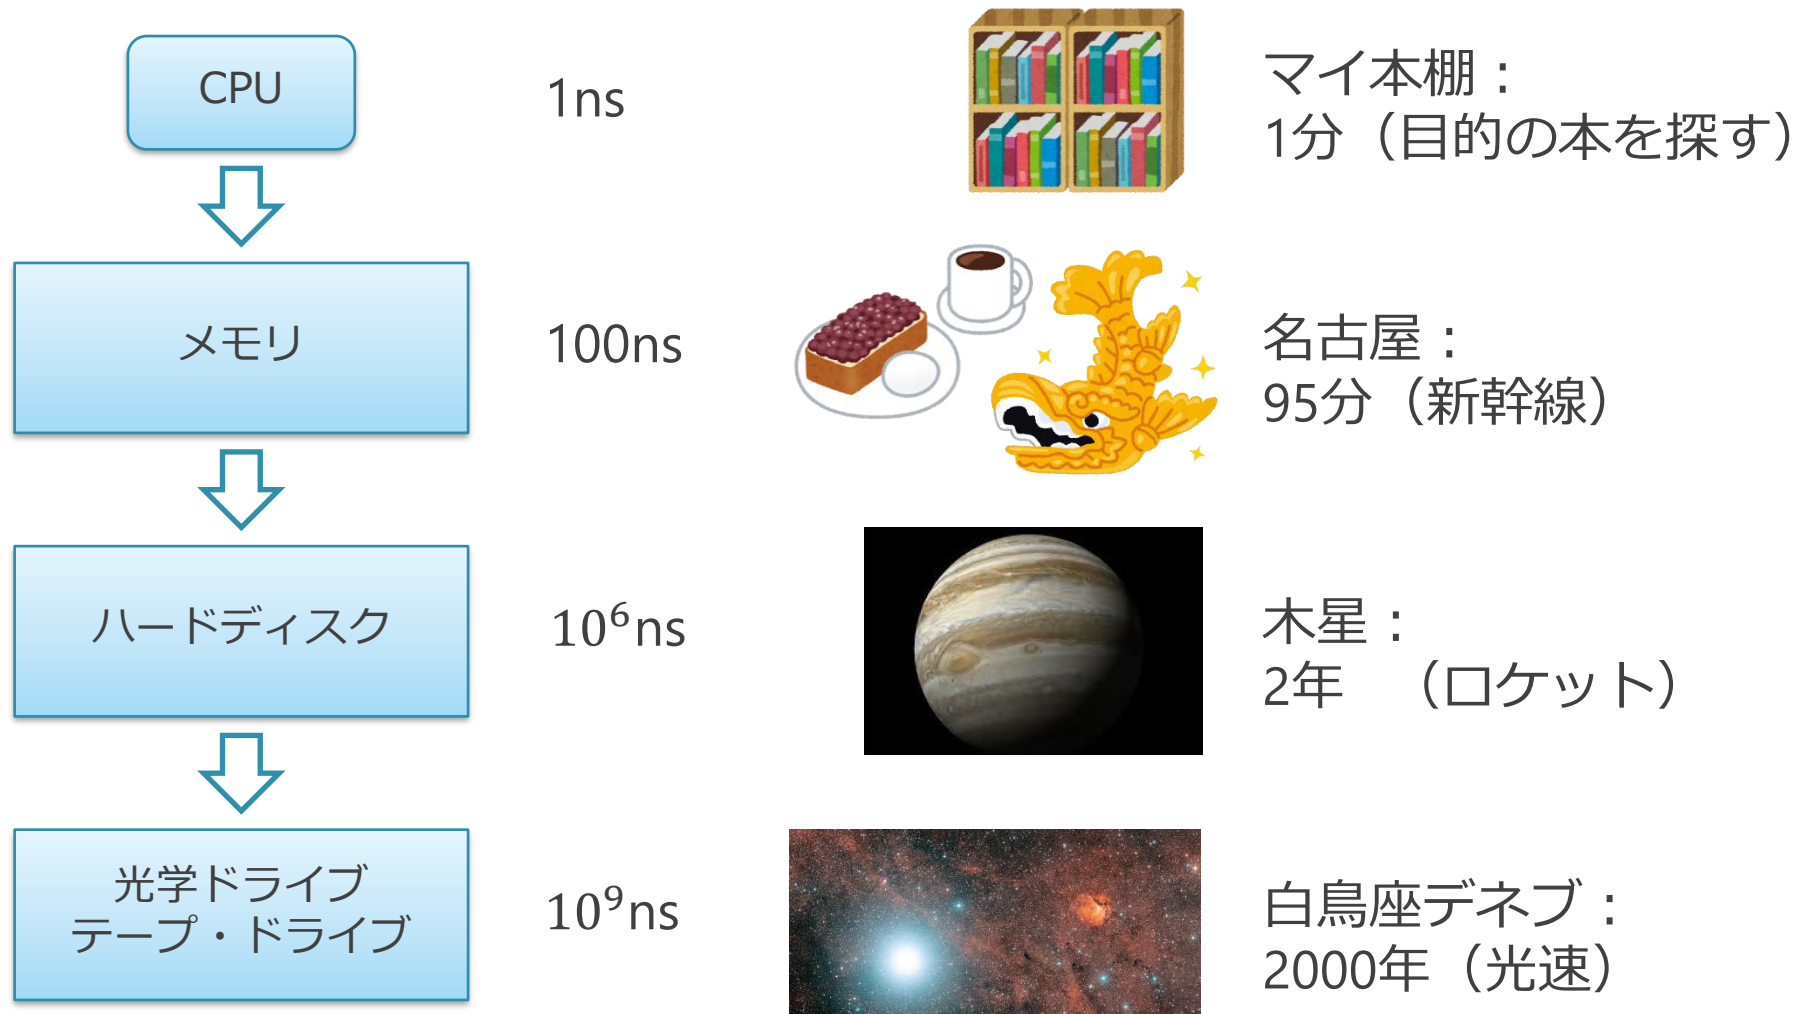 CPU
1ns
マイ本棚：
1分（目的の本を探す）
メモリ
100ns
名古屋：
95分（新幹線）
ハードディスク
10⁶ns
木星：
2年　（ロケット）
光学ドライブ
テープ・ドライブ
10⁹ns
白鳥座デネブ：
2000年（光速）